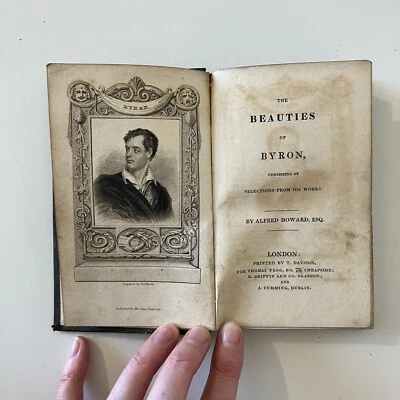 BYRON
THE
BEAUTIES
OF
BYRON,
CONSISTING OF
SELECTIONS FROM HIS WORKS.
BY ALFRED HOWARD, ESQ.
LONDON:
PRINTED BY T. DAVISON,
FOR THOMAS TEGG, NO. 73, CHEAPSIDE;
R. GRIFFIN AND CO. GLASGOW;
AND
J. CUMMING, DUBLIN.